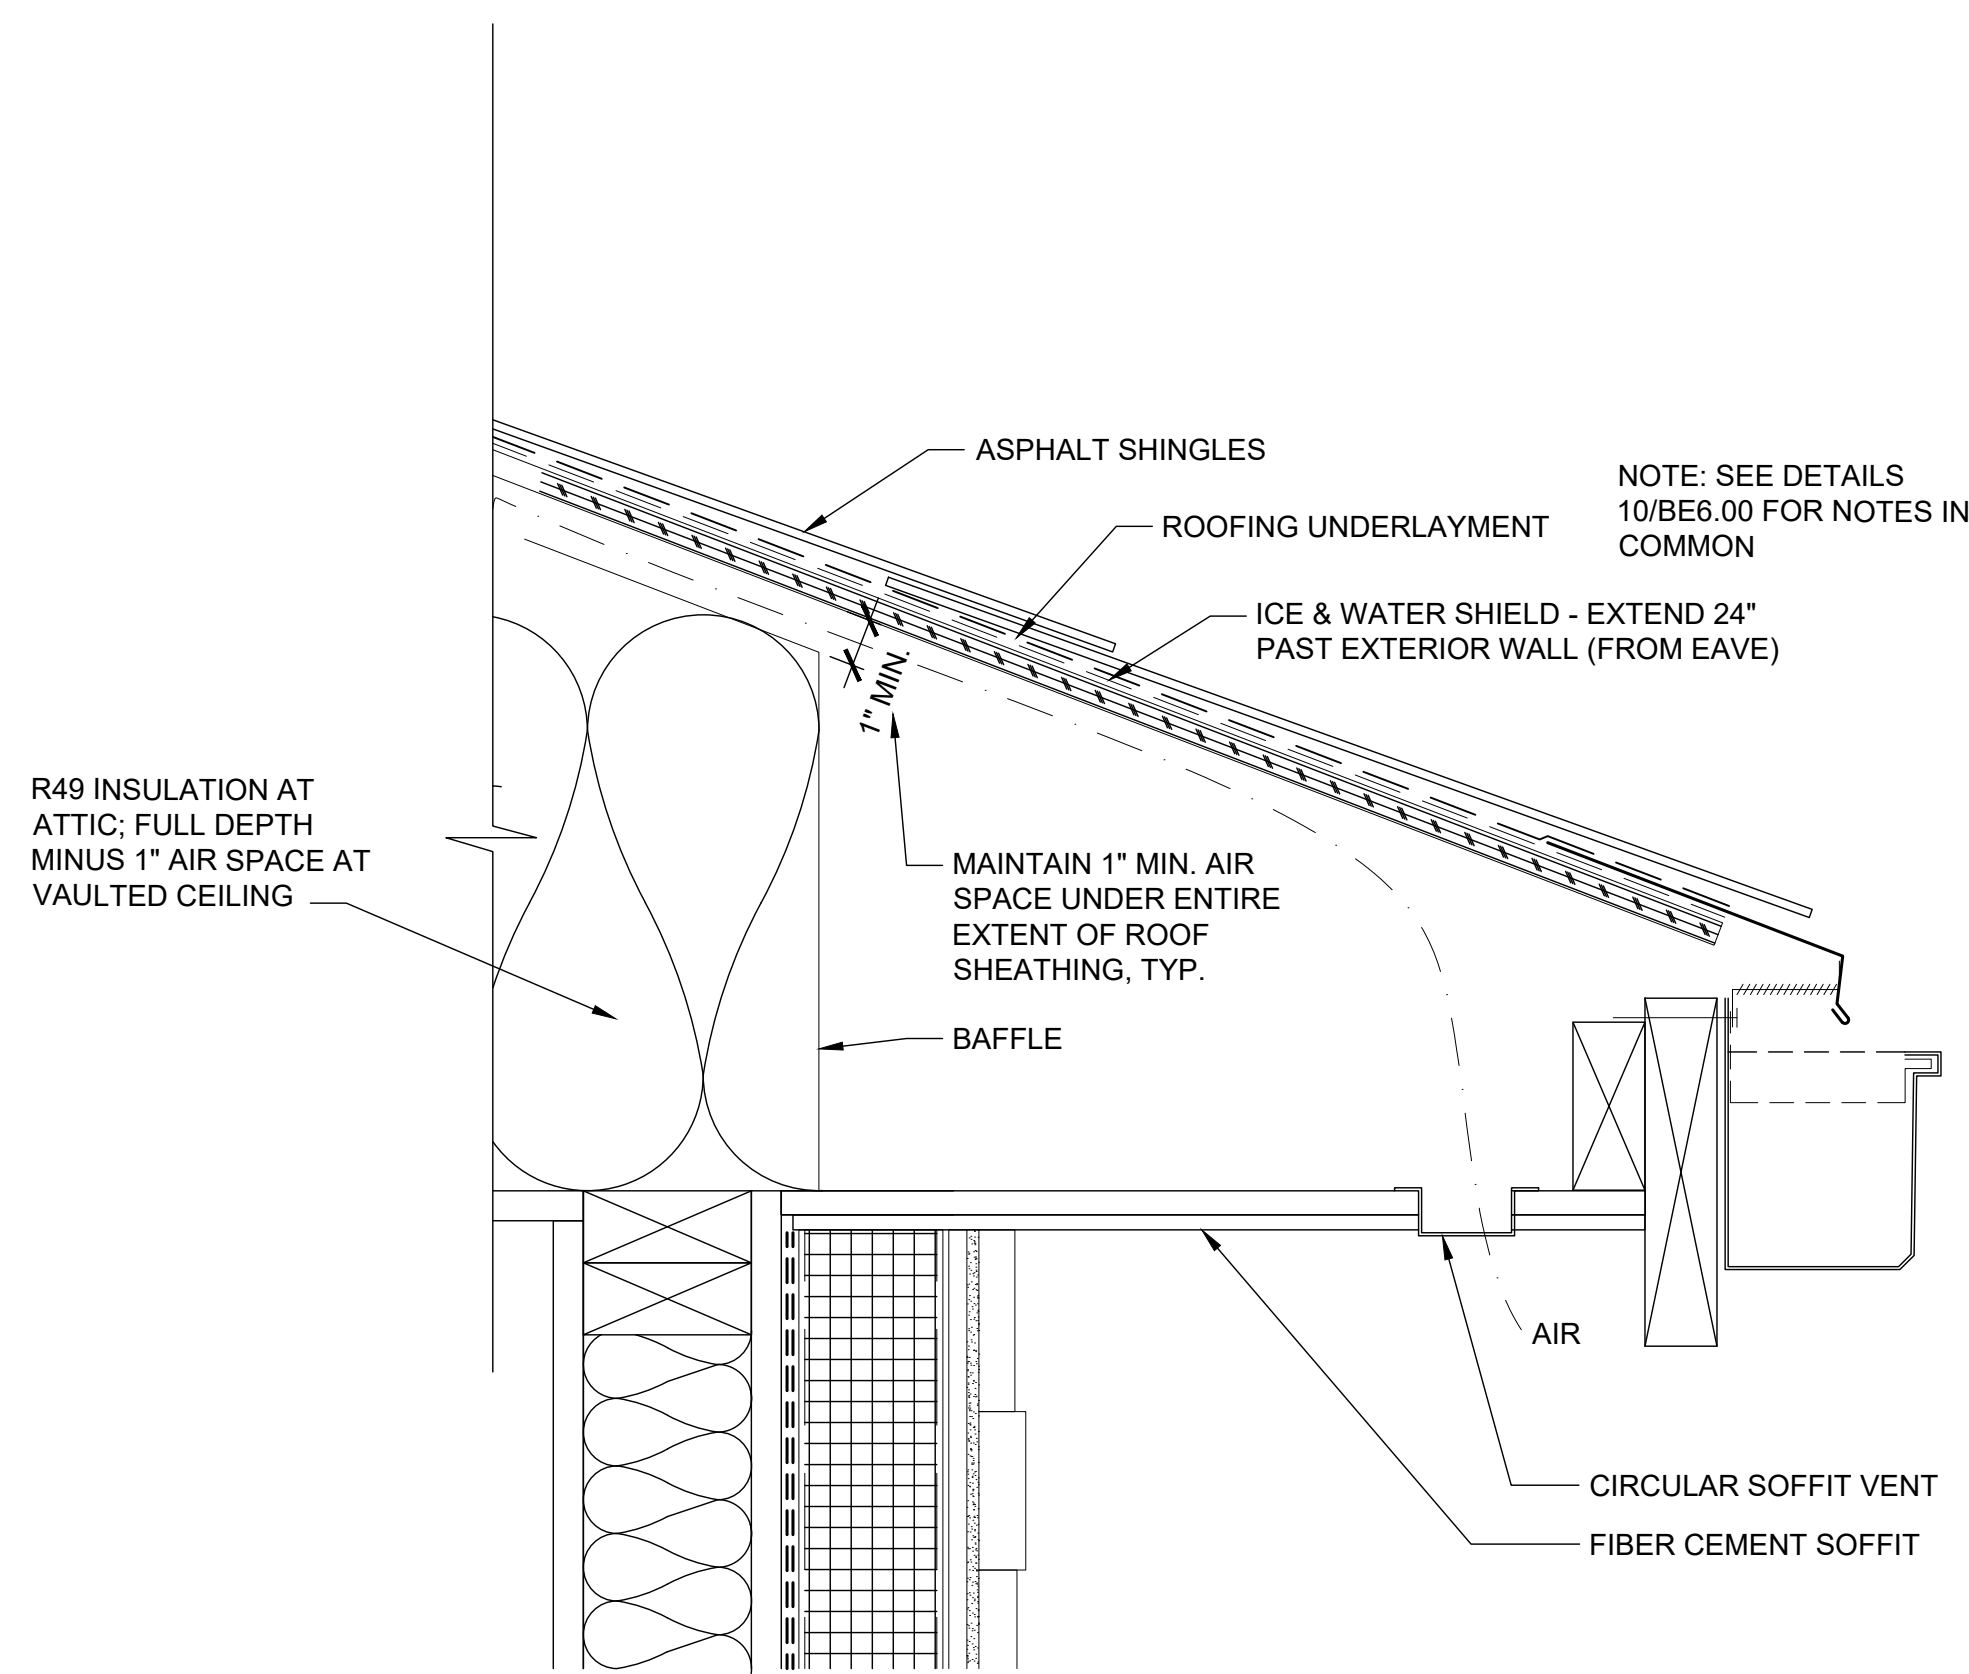 ASPHALT SHINGLES
NOTE: SEE DETAILS
10/BE6.00 FOR NOTES IN
COMMON
ROOFING UNDERLAYMENT
ICE & WATER SHIELD - EXTEND 24"
PAST EXTERIOR WALL (FROM EAVE)
1" MIN.
R49 INSULATION AT
ATTIC; FULL DEPTH
MINUS 1" AIR SPACE AT
VAULTED CEILING
MAINTAIN 1" MIN. AIR
SPACE UNDER ENTIRE
EXTENT OF ROOF
SHEATHING, TYP.
BAFFLE
AIR
CIRCULAR SOFFIT VENT
FIBER CEMENT SOFFIT